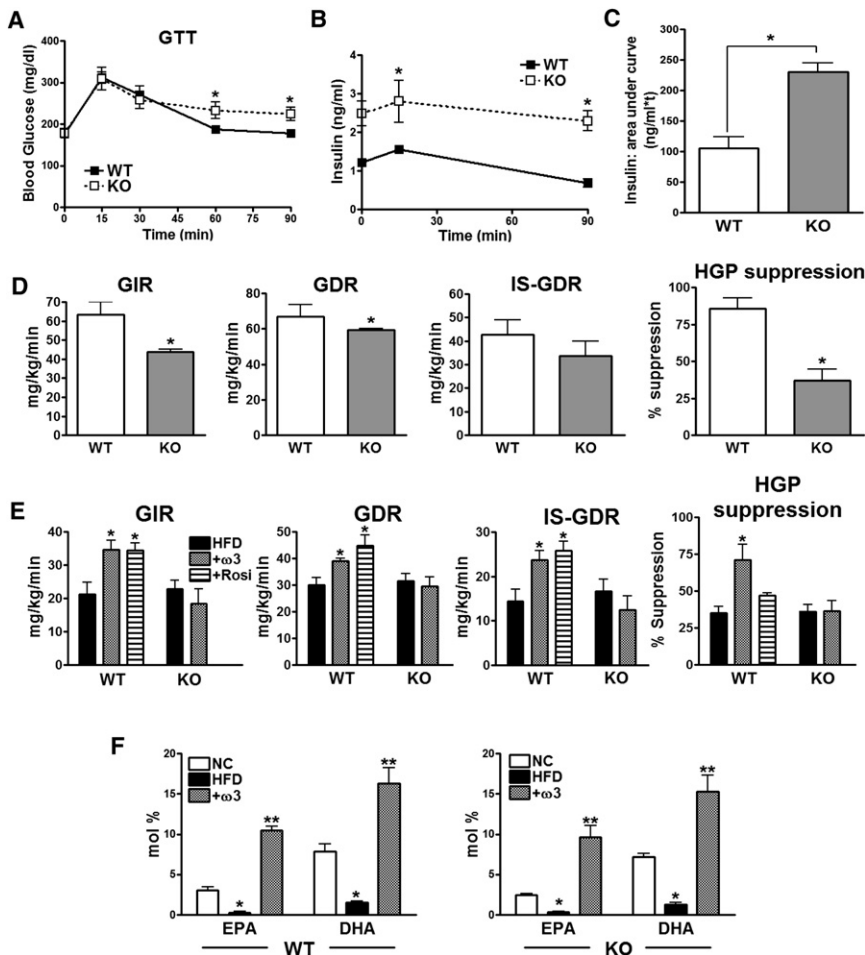 A
GTT
Blood Glucose (mg/dl)
400
300
200
100
0
WT
KO
0 15 30 45 60 75 90
Time (min)
* *
B
Insulin (ng/ml)
4
3
2
1
0
WT
KO
* *
0 30 60 90
Time (min)
C
Insulin: area under curve
(ng/ml*t)
300
250
200
150
100
50
0
*
WT KO
D
GIR
mg/kg/min
70
60
50
40
30
20
10
0
*
WT KO
GDR
mg/kg/min
80
60
40
20
0
*
WT KO
IS-GDR
mg/kg/min
60
50
40
30
20
10
0
WT KO
HGP suppression
% suppression
100
75
50
25
0
*
WT KO
E
GIR
mg/kg/min
40
30
20
10
0
* *
HFD
+ω3
+Rosi
WT KO
GDR
mg/kg/min
50
40
30
20
10
0
* *
WT KO
IS-GDR
mg/kg/min
30
20
10
0
* *
WT KO
HGP
suppression
% Suppression
100
75
50
25
0
*
WT KO
F
mol %
20
15
10
5
0
NC
HFD
+ω3
* ** * **
EPA DHA
WT
mol %
20
15
10
5
0
NC
HFD
+ω3
* ** * **
EPA DHA
KO